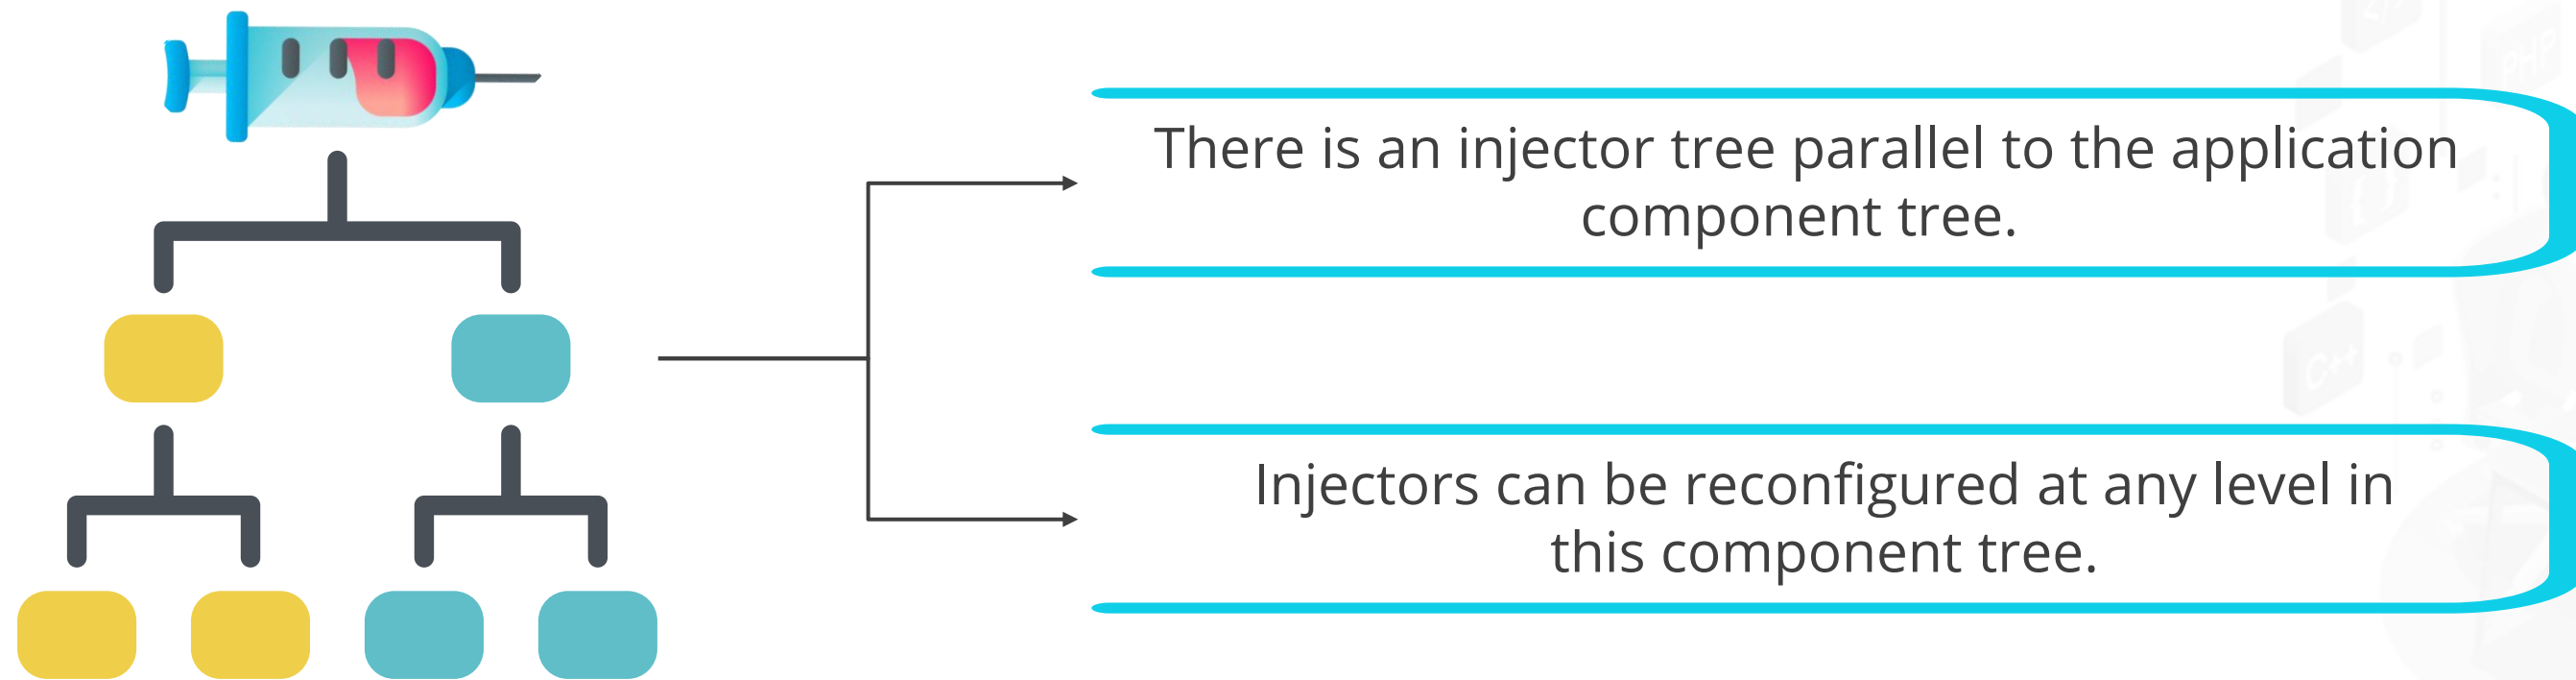 There is an injector tree parallel to the application
component tree.
Injectors can be reconfigured at any level in
this component tree.
PHP
C++